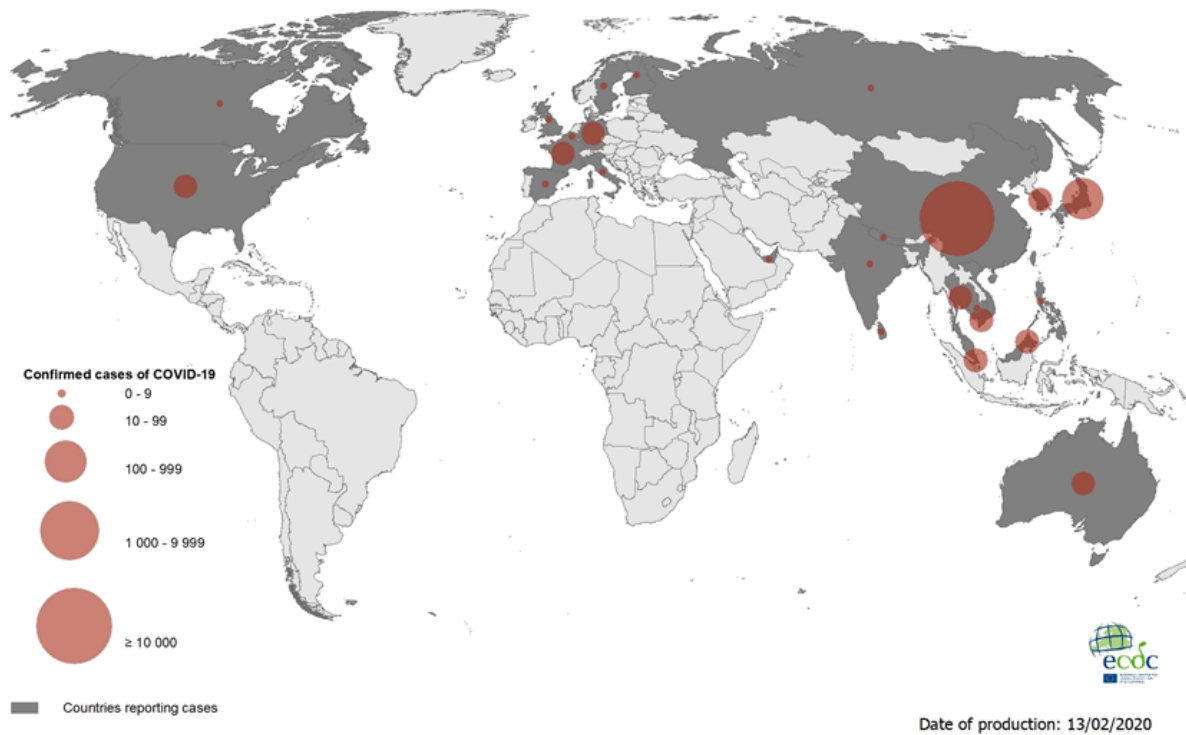 Confirmed cases of COVID-19
0 - 9
10 - 99
100 - 999
1 000 - 9 999
≥ 10 000
Countries reporting cases
ecdc
Date of production: 13/02/2020